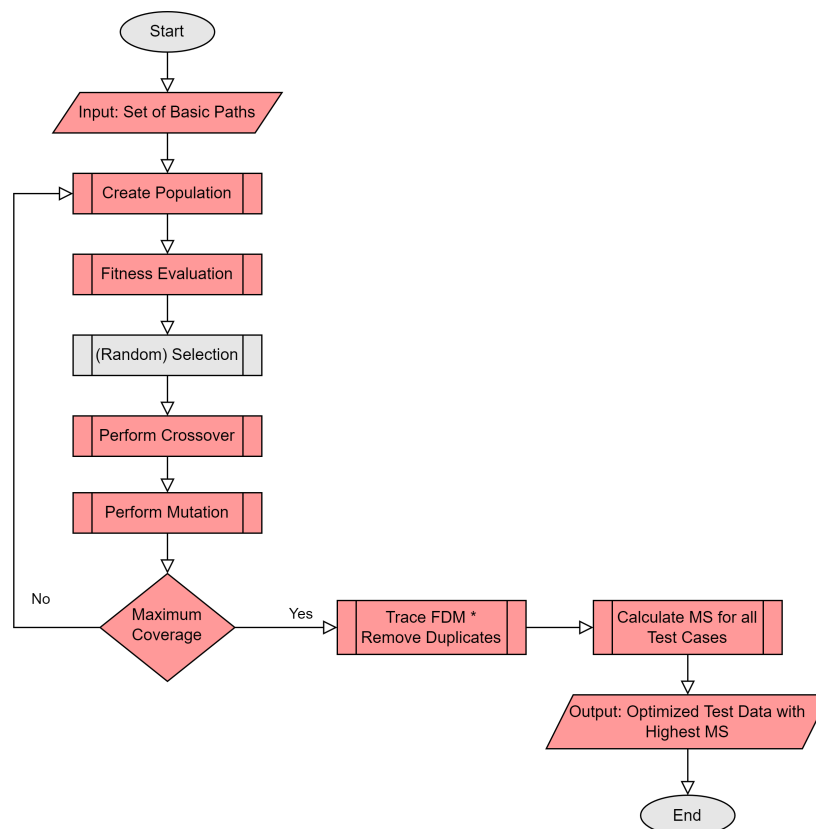 Start
Input: Set of Basic Paths
Create Population
Fitness Evaluation
(Random) Selection
Perform Crossover
Perform Mutation
Maximum
Coverage
No
Yes
Trace FDM *
Remove Duplicates
Calculate MS for all
Test Cases
Output: Optimized Test Data with
Highest MS
End